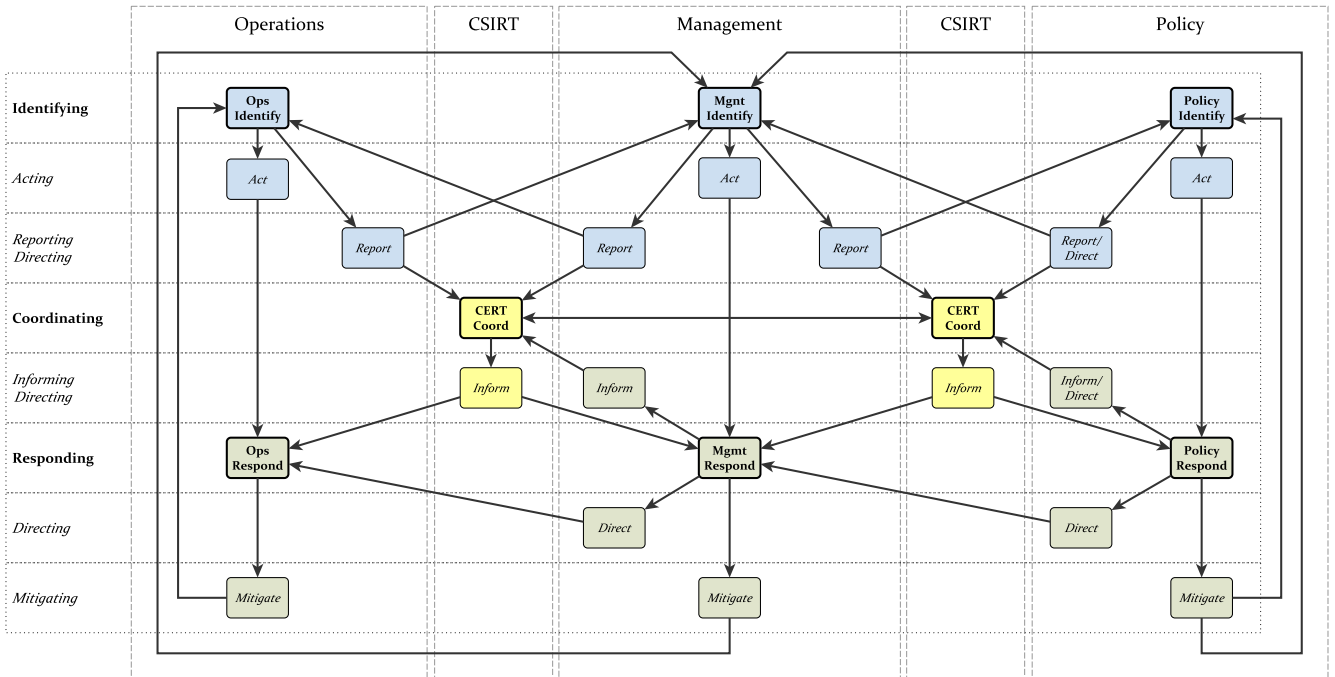 Operations
CSIRT
Management
CSIRT
Policy
Identifying
Ops
Identify
Mgnt
Identify
Policy
Identify
Acting
Act
Act
Act
Reporting
Directing
Report
Report
Report
Report/
Direct
Coordinating
CERT
Coord
CERT
Coord
Informing
Directing
Inform
Inform
Inform
Inform/
Direct
Responding
Ops
Respond
Mgmt
Respond
Policy
Respond
Directing
Direct
Direct
Mitigating
Mitigate
Mitigate
Mitigate